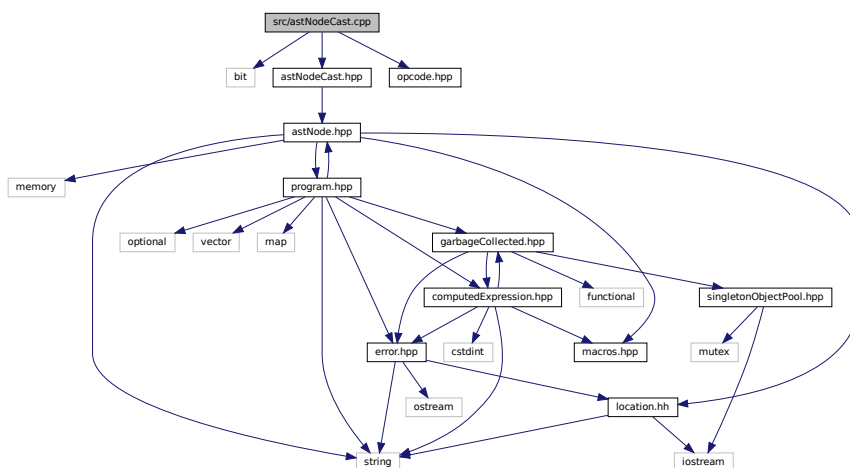 src/astNodeCast.cpp
bit
astNodeCast.hpp
opcode.hpp
astNode.hpp
memory
program.hpp
optional
vector
map
garbageCollected.hpp
computedExpression.hpp
functional
singletonObjectPool.hpp
error.hpp
cstdint
macros.hpp
mutex
ostream
location.hh
string
iostream